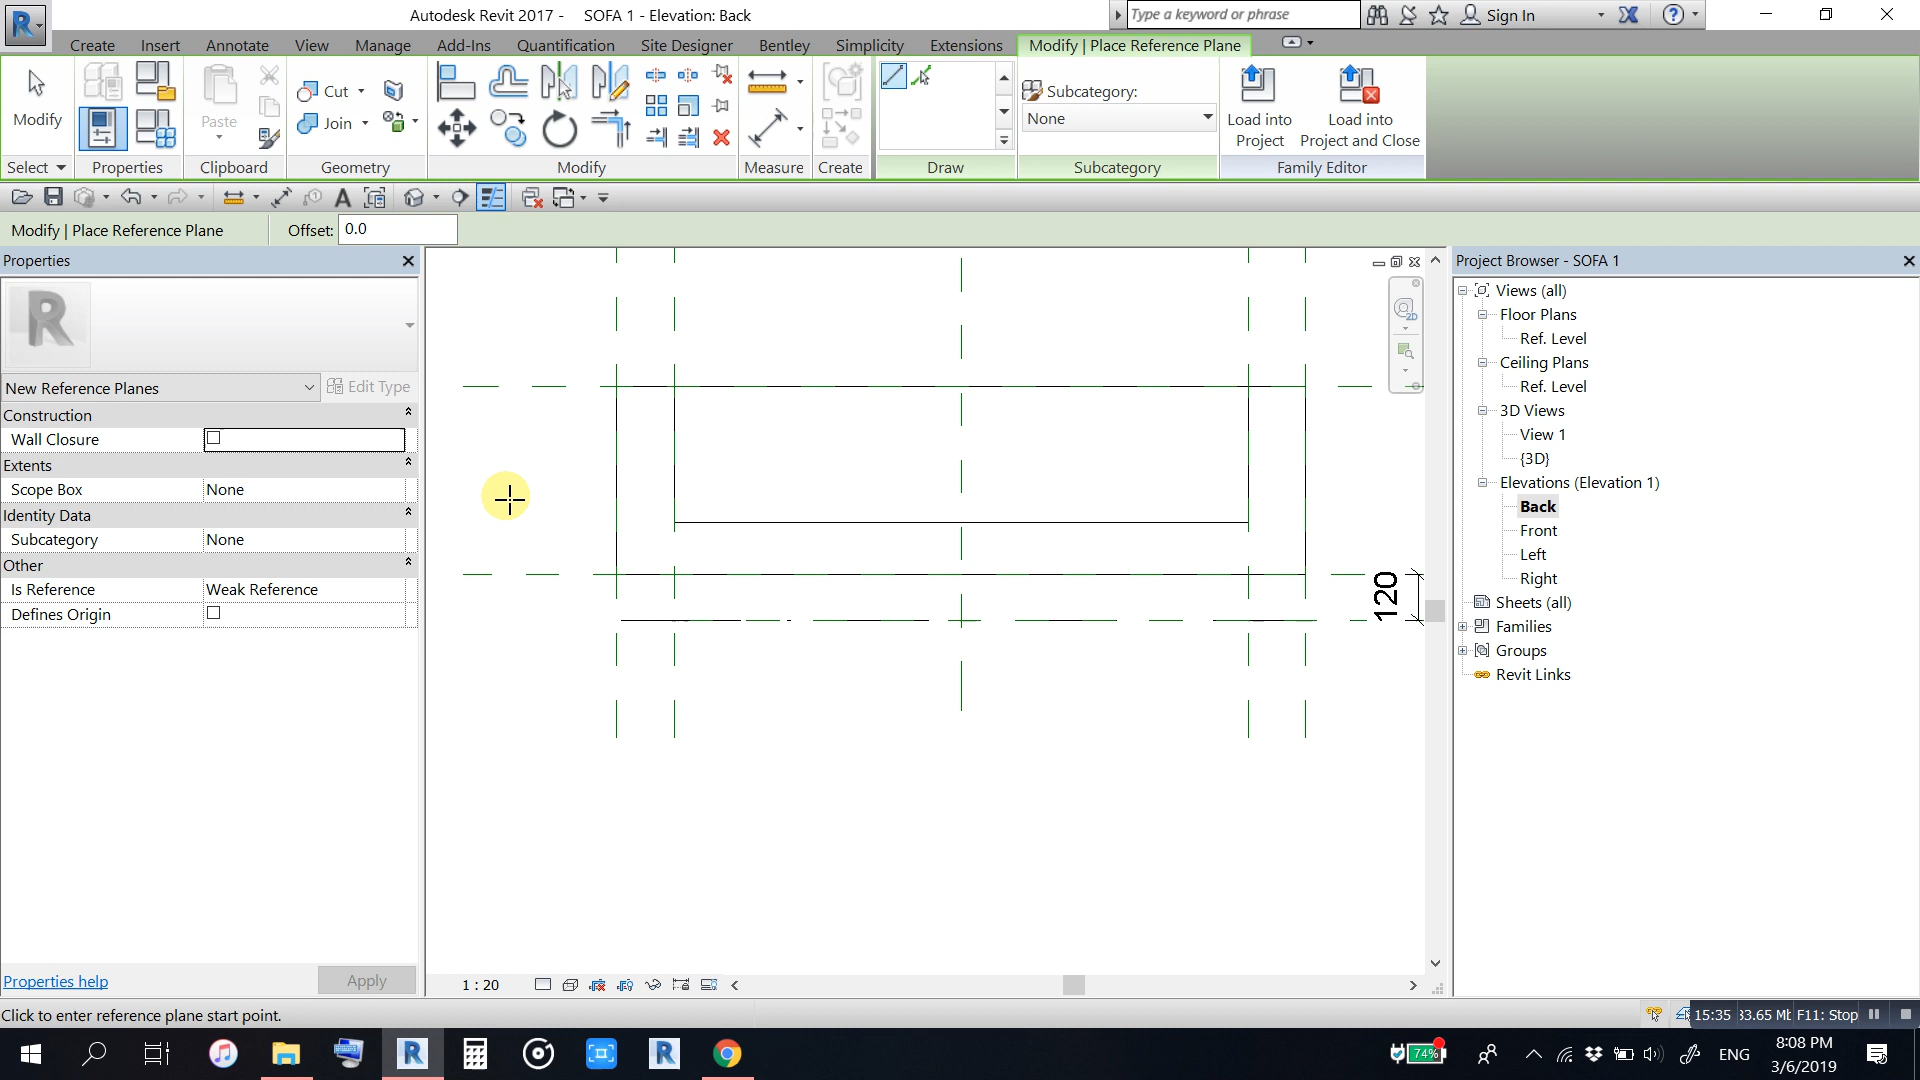 Autodesk Revit 2017 - SOFA 1 - Elevation: Back
Type a keyword or phrase
Sign In
Create Insert Annotate View Manage Add-Ins Quantification Site Designer Bentley Simplicity Extensions Modify | Place Reference Plane
Modify
Paste
Cut
Join
Subcategory:
None
Load into Project
Load into Project and Close
Select Properties Clipboard Geometry Modify Measure Create Draw Subcategory Family Editor
Modify | Place Reference Plane Offset: 0.0
Properties
New Reference Planes Edit Type
Construction
Wall Closure
Extents
Scope Box None
Identity Data
Subcategory None
Other
Is Reference Weak Reference
Defines Origin
Properties help Apply
2D
120
1 : 20
Project Browser - SOFA 1
Views (all)
Floor Plans
Ref. Level
Ceiling Plans
Ref. Level
3D Views
View 1
{3D}
Elevations (Elevation 1)
Back
Front
Left
Right
Sheets (all)
Families
Groups
Revit Links
Click to enter reference plane start point.
15:35 F11: Stop
74%
ENG
8:08 PM
3/6/2019